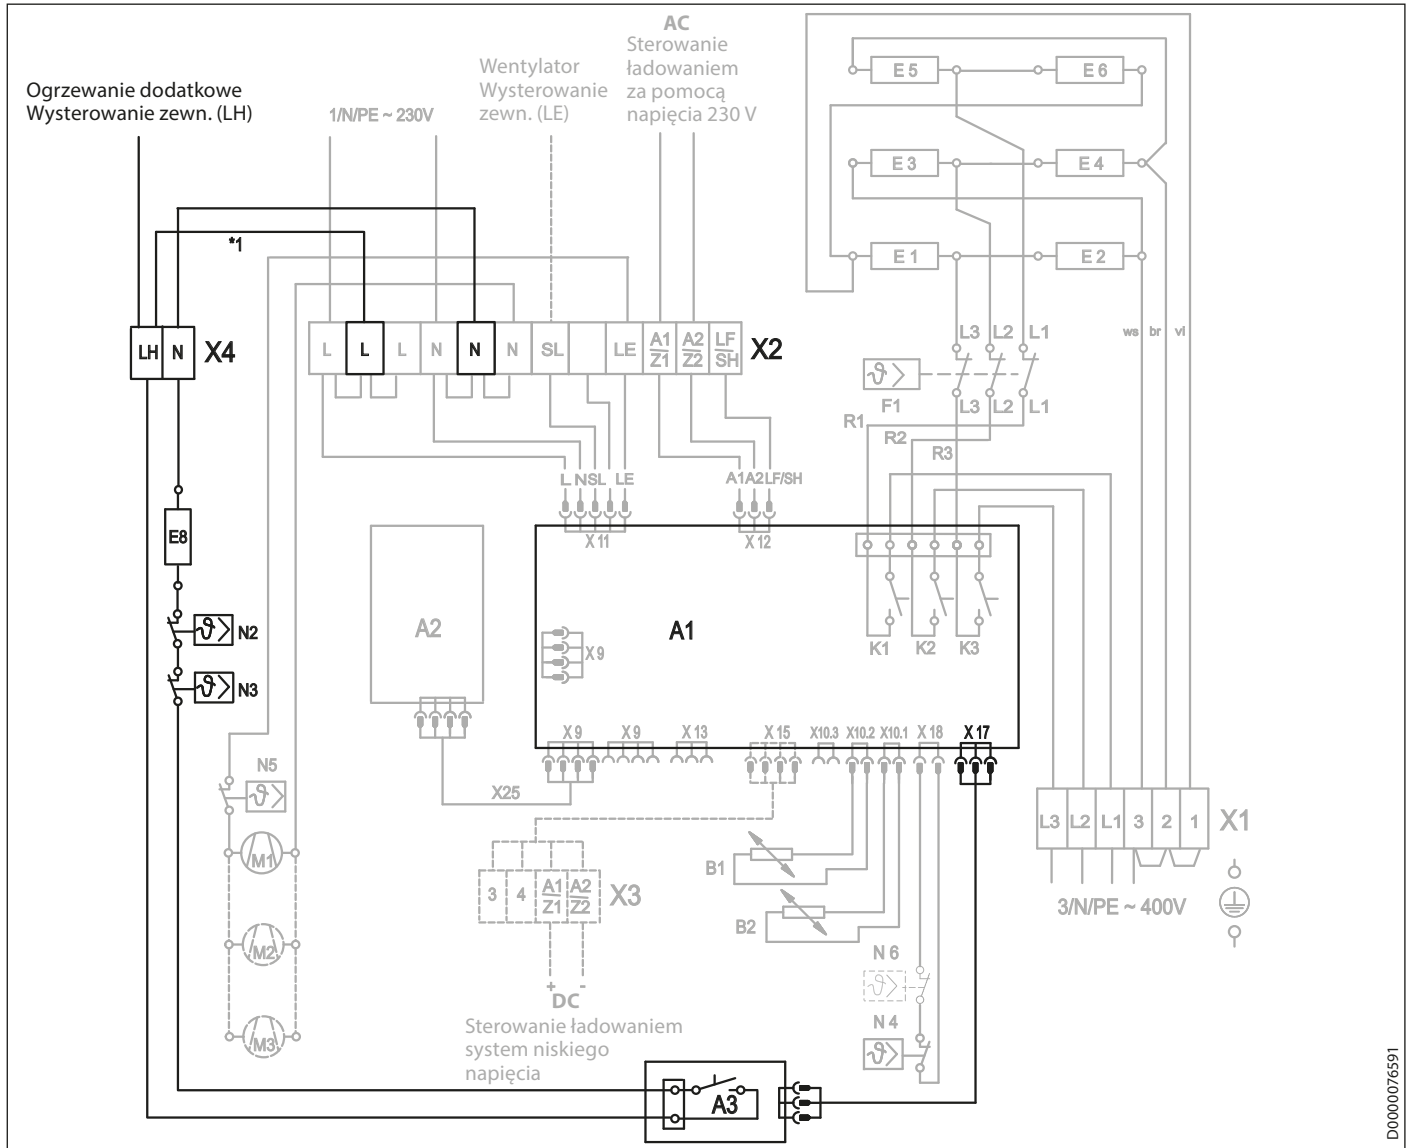 AC
Sterowanie
ładowaniem
za pomocą
napięcia 230 V
Wentylator
Wysterowanie
zewn. (LE)
Ogrzewanie dodatkowe
Wysterowanie zewn. (LH)
1/N/PE ~ 230V
E 5
E 6
E 3
E 4
E 1
E 2
*1
LH
N
X4
L
L
L
N
N
N
SL
LE
A1
Z1
A2
Z2
LF
SH
X2
L3
L2
L1
ws
br
vi
F1
L3
L2
L1
R1
R2
R3
L
N
SL
LE
A1
A2
LF/SH
X 11
X 12
E8
A2
A1
X 9
K1
K2
K3
N2
N3
X 9
X 9
X 13
X 15
X10.3
X10.2
X10.1
X 18
X 17
N5
X25
M1
M2
M3
3
4
A1
Z1
A2
Z2
X3
B1
B2
L3
L2
L1
3
2
1
X1
3/N/PE ~ 400V
N 6
N 4
+
-
DC
Sterowanie ładowaniem
system niskiego
napięcia
A3
D0000076591